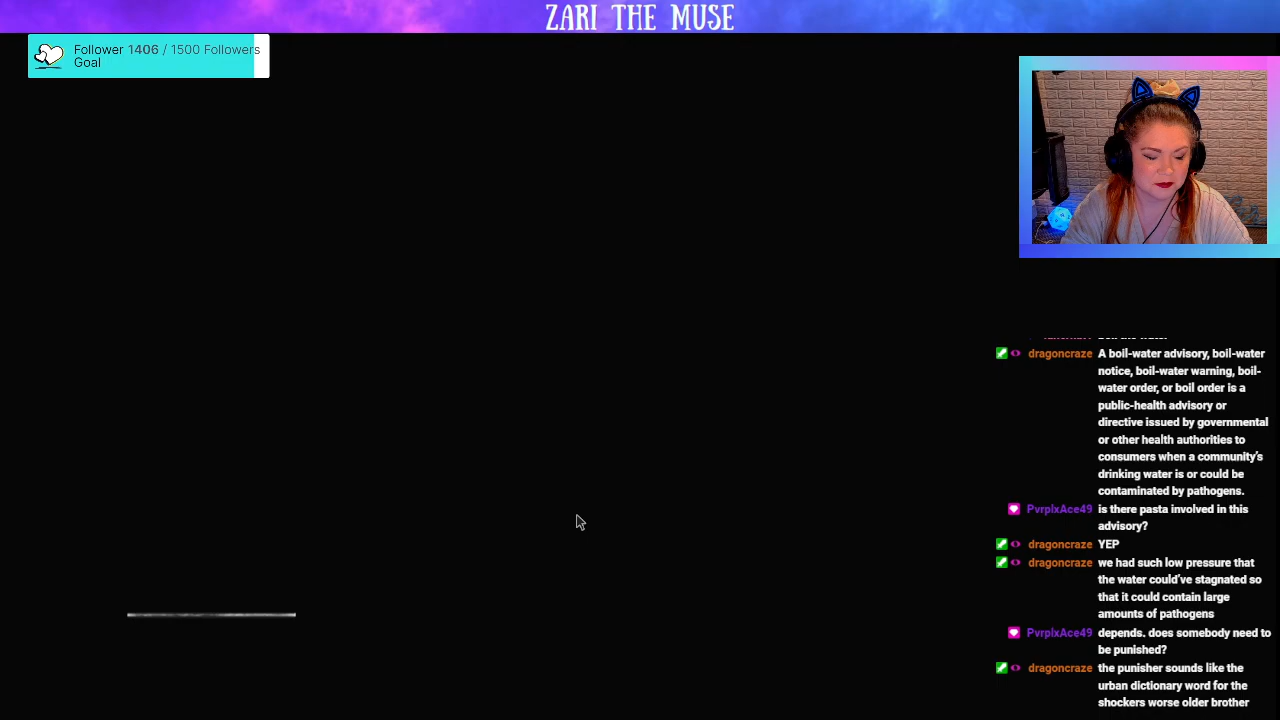 ZARI THE MUSE
Follower 1406 / 1500 Followers
Goal
dragoncraze A boil-water advisory, boil-water
notice, boil-water warning, boil-
water order, or boil order is a
public-health advisory or
directive issued by governmental
or other health authorities to
consumers when a community's
drinking water is or could be
contaminated by pathogens.
PvrplxAce49 is there pasta involved in this
advisory?
dragoncraze YEP
dragoncraze we had such low pressure that
the water could've stagnated so
that it could contain large
amounts of pathogens
PvrplxAce49 depends. does somebody need to
be punished?
dragoncraze the punisher sounds like the
urban dictionary word for the
shockers worse older brother